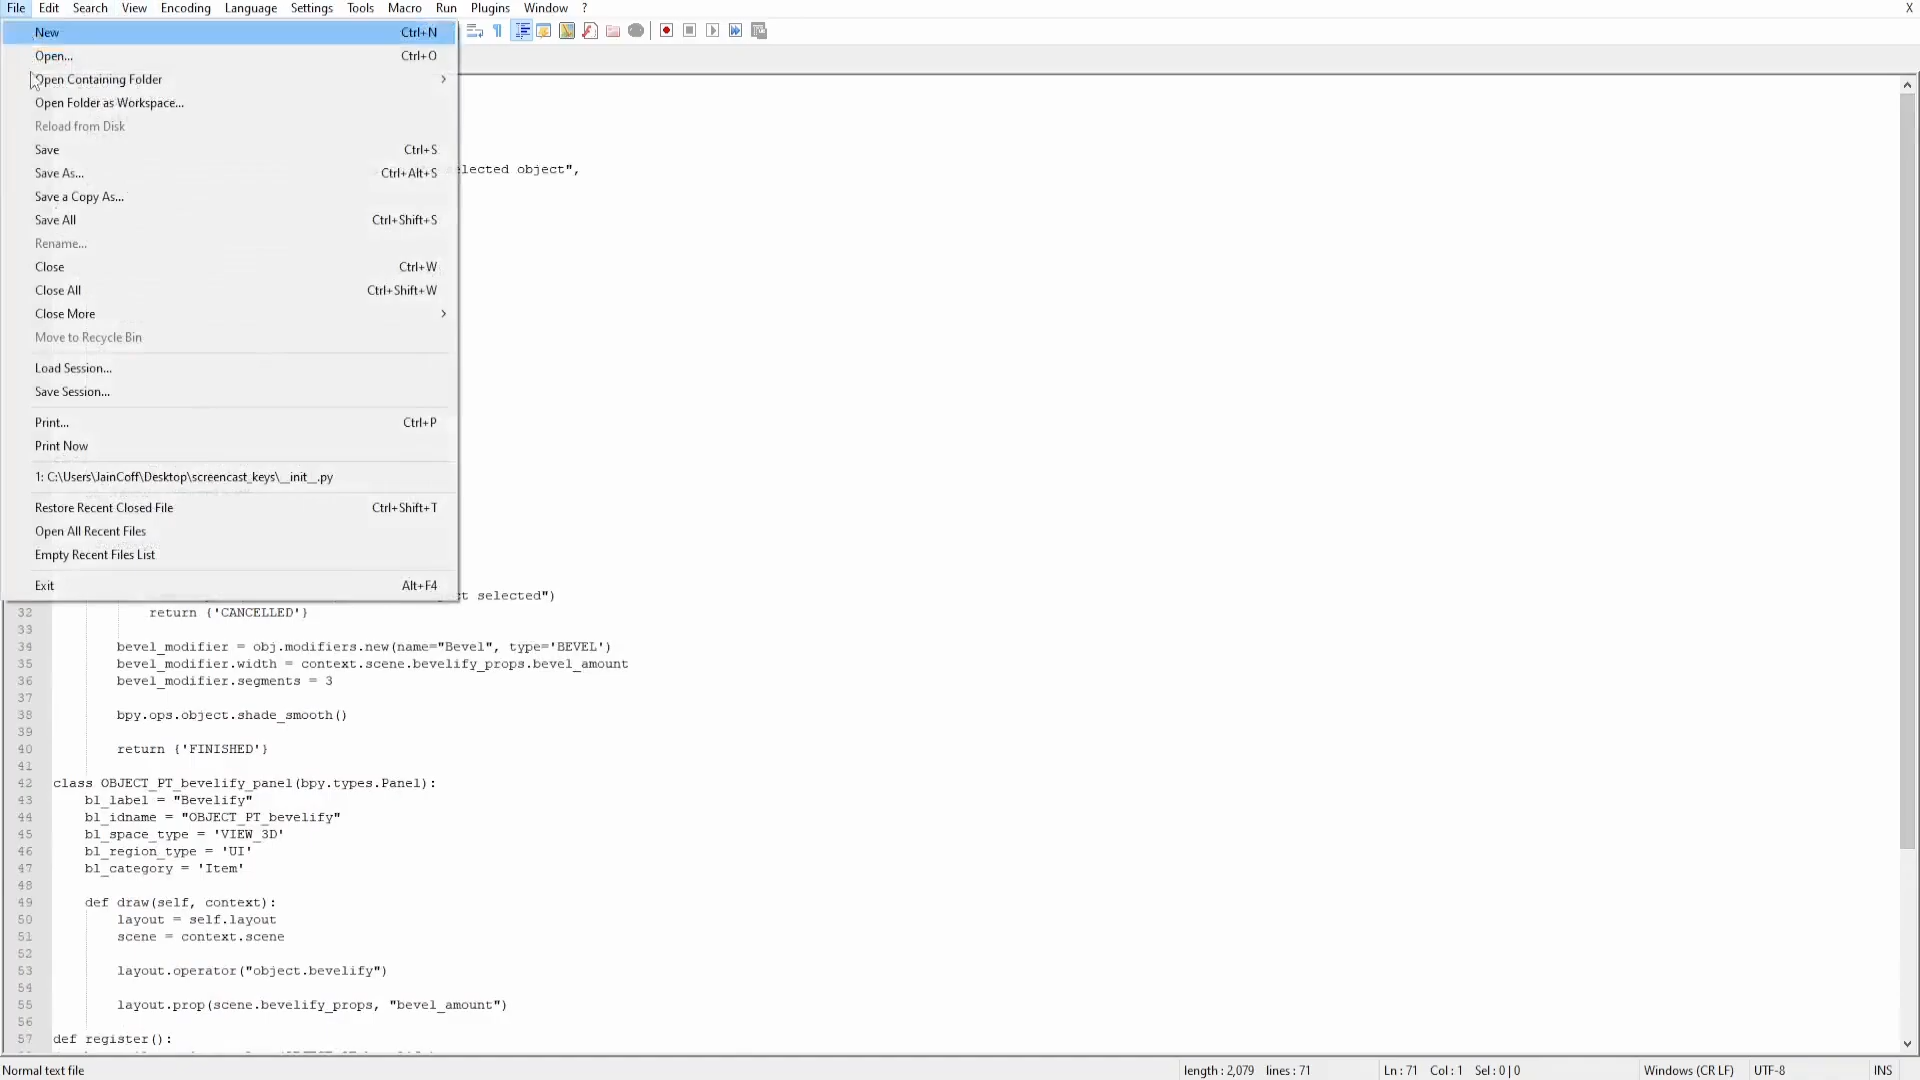 File Edit Search View Encoding Language Settings Tools Macro Run Plugins Window ? X
New Ctrl+N
Open... Ctrl+O
Open Containing Folder >
Open Folder as Workspace...
Reload from Disk
Save Ctrl+S
elected object",
Save As... Ctrl+Alt+S
Save a Copy As...
Save All Ctrl+Shift+S
Rename...
Close Ctrl+W
Close All Ctrl+Shift+W
Close More >
Move to Recycle Bin
Load Session...
Save Session...
Print... Ctrl+P
Print Now
1: C:\Users\JainCoff\Desktop\screencast_keys\__init__.py
Restore Recent Closed File Ctrl+Shift+T
Open All Recent Files
Empty Recent Files List
Exit Alt+F4
ct selected")
32 return {'CANCELLED'}
33
34 bevel_modifier = obj.modifiers.new(name="Bevel", type='BEVEL')
35 bevel_modifier.width = context.scene.bevelify_props.bevel_amount
36 bevel_modifier.segments = 3
37
38 bpy.ops.object.shade_smooth()
39
40 return {'FINISHED'}
41
42 class OBJECT_PT_bevelify_panel(bpy.types.Panel):
43 bl_label = "Bevelify"
44 bl_idname = "OBJECT_PT_bevelify"
45 bl_space_type = 'VIEW_3D'
46 bl_region_type = 'UI'
47 bl_category = 'Item'
48
49 def draw(self, context):
50 layout = self.layout
51 scene = context.scene
52
53 layout.operator("object.bevelify")
54
55 layout.prop(scene.bevelify_props, "bevel_amount")
56
57 def register():
Normal text file length : 2,079 lines : 71 Ln : 71 Col : 1 Sel : 0 | 0 Windows (CR LF) UTF-8 INS